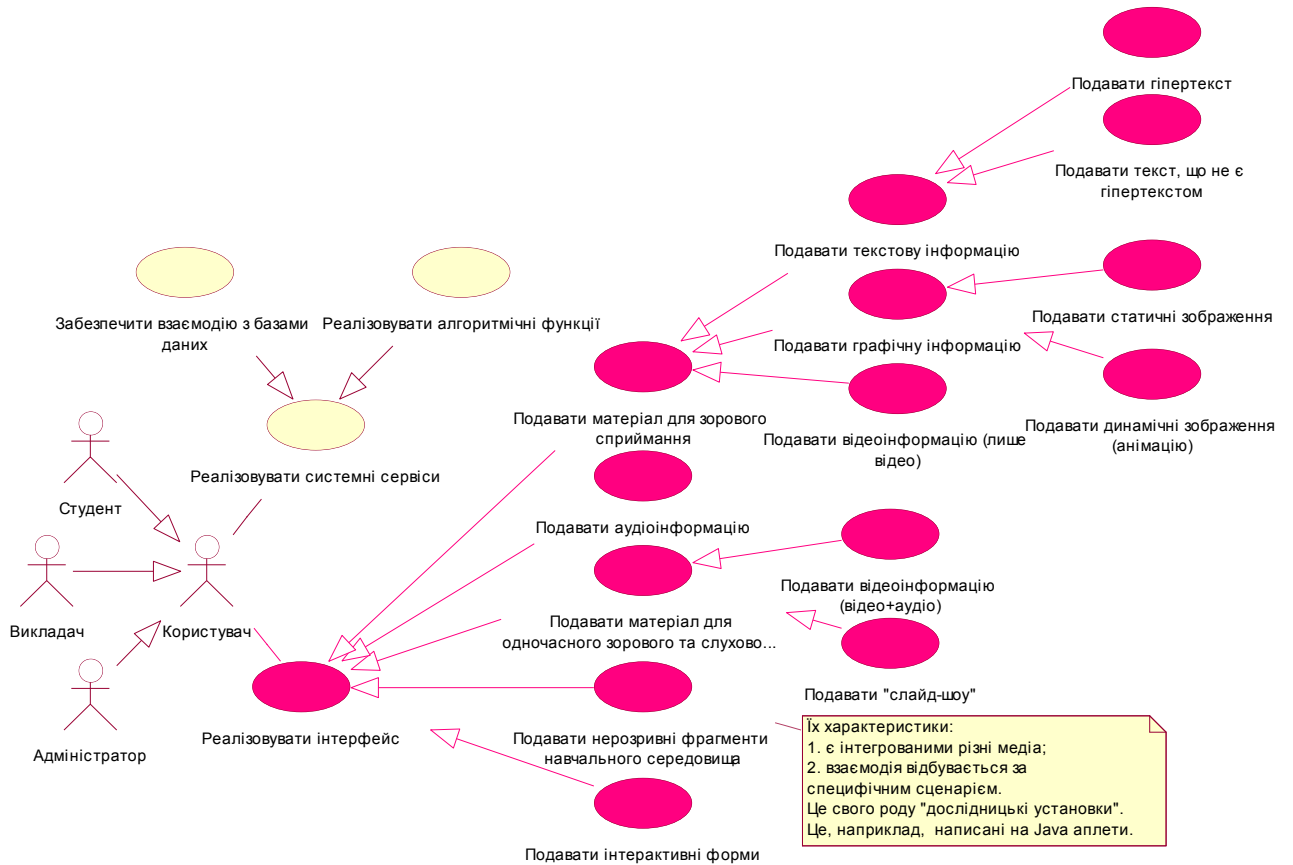 Подавати гіпертекст
Подавати текст, що не є
гіпертекстом
Подавати текстову інформацію
Подавати статичні зображення
Забезпечити взаємодію з базами
даних
Реалізовувати алгоритмічні функції
Подавати графічну інформацію
Подавати матеріал для зорового
сприймання
Подавати відеоінформацію (лише
відео)
Подавати динамічні зображення
(анімацію)
Реалізовувати системні сервіси
Студент
Подавати аудіоінформацію
Подавати відеоінформацію
(відео+аудіо)
Викладач
Користувач
Подавати матеріал для
одночасного зорового та слухово...
Подавати "слайд-шоу"
Адміністратор
Реалізовувати інтерфейс
Подавати нерозривні фрагменти
навчального середовища
Їх характеристики:
1. є інтегрованими різні медіа;
2. взаємодія відбувається за
специфічним сценарієм.
Це свого роду "дослідницькі установки".
Це, наприклад, написані на Java аплети.
Подавати інтерактивні форми